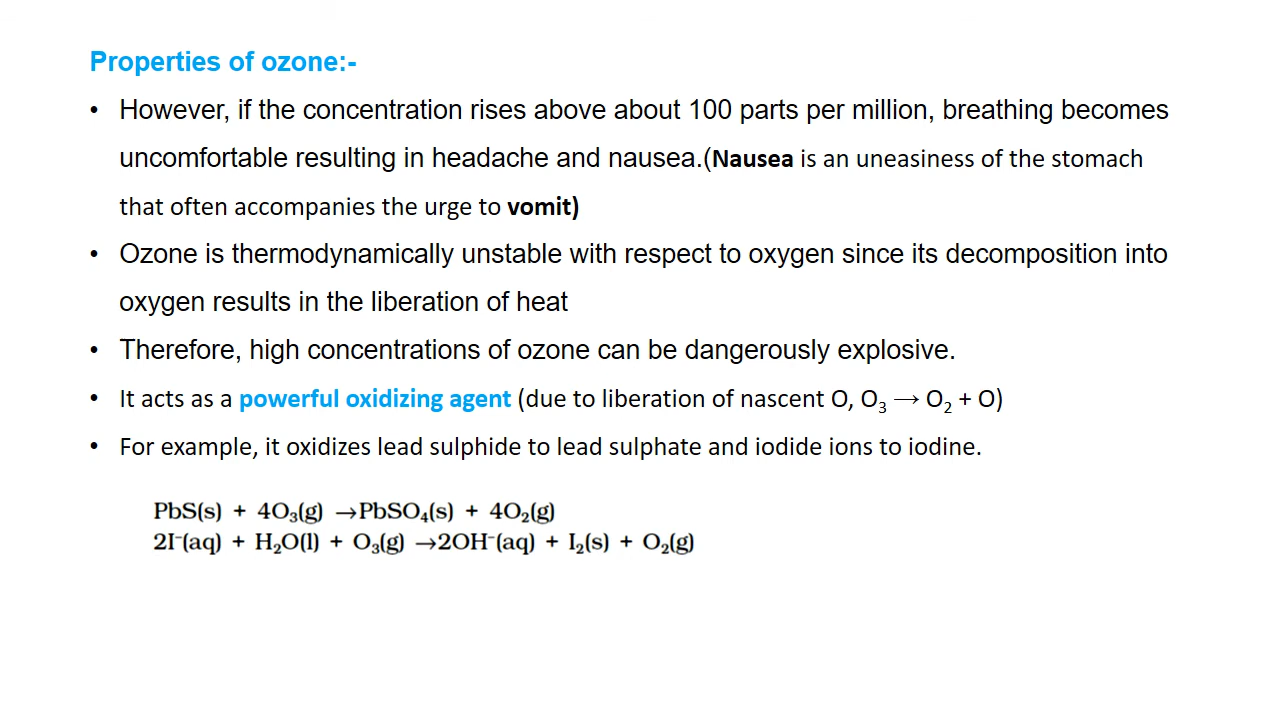 Properties of ozone:-
• However, if the concentration rises above about 100 parts per million, breathing becomes
uncomfortable resulting in headache and nausea.(Nausea is an uneasiness of the stomach
that often accompanies the urge to vomit)
• Ozone is thermodynamically unstable with respect to oxygen since its decomposition into
oxygen results in the liberation of heat
• Therefore, high concentrations of ozone can be dangerously explosive.
• It acts as a powerful oxidizing agent (due to liberation of nascent O, O₃ → O₂ + O)
• For example, it oxidizes lead sulphide to lead sulphate and iodide ions to iodine.
PbS(s) + 4O₃(g) →PbSO₄(s) + 4O₂(g)
2I⁻(aq) + H₂O(l) + O₃(g) →2OH⁻(aq) + I₂(s) + O₂(g)